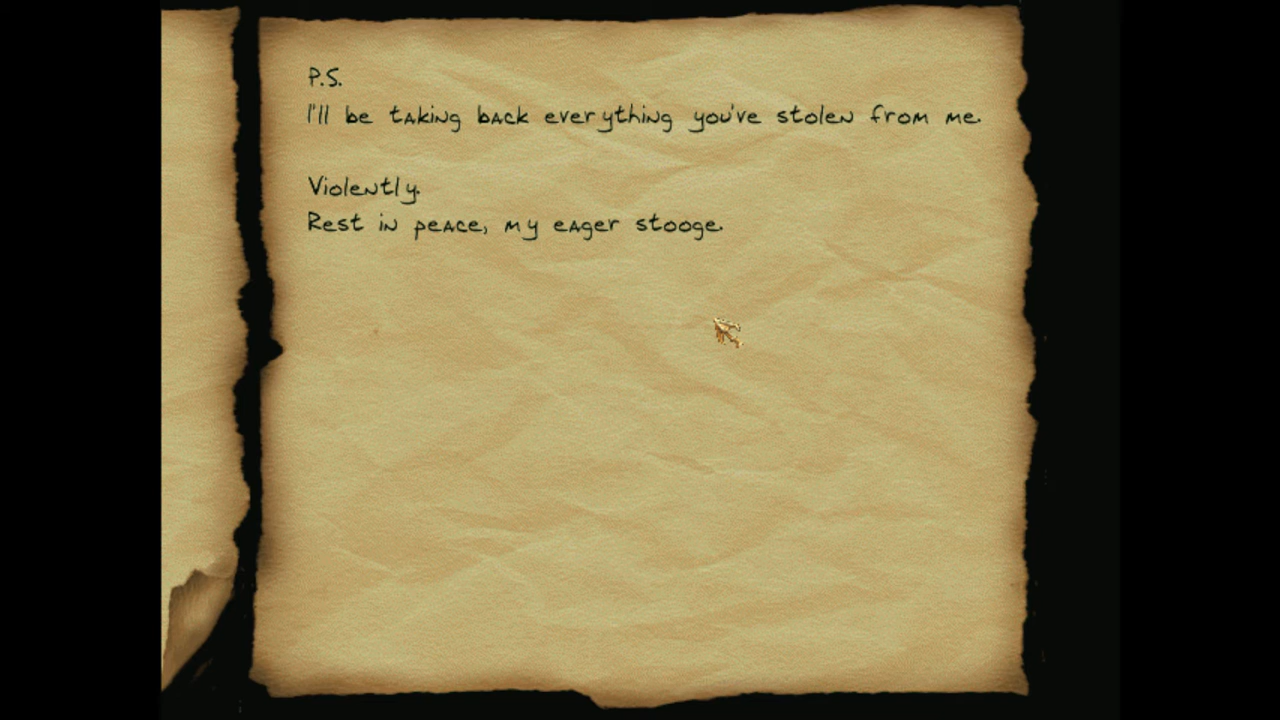 P.S.
I'll be taking back everything you've stolen from me.
Violently.
Rest in peace, my eager stooge.